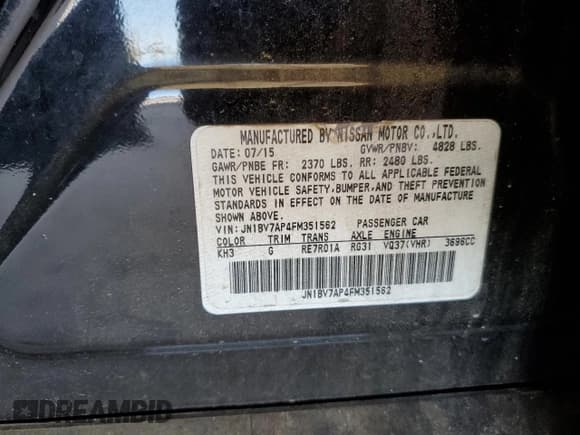 MANUFACTURED BY NISSAN MOTOR CO.,LTD.
DATE: 07/15 GVWR/PNBV: 4828 LBS.
GAWR/PNBE FR: 2370 LBS. RR: 2480 LBS.
THIS VEHICLE CONFORMS TO ALL APPLICABLE FEDERAL
MOTOR VEHICLE SAFETY,BUMPER,AND THEFT PREVENTION
STANDARDS IN EFFECT ON THE DATE OF MANUFACTURE
SHOWN ABOVE.
VIN:JN1BV7AP4FM351562 PASSENGER CAR
COLOR TRIM TRANS AXLE ENGINE
KH3 G RE7R01A RG31 VQ37(VHR) 3696CC
JN1BV7AP4FM351562
DREAMBID